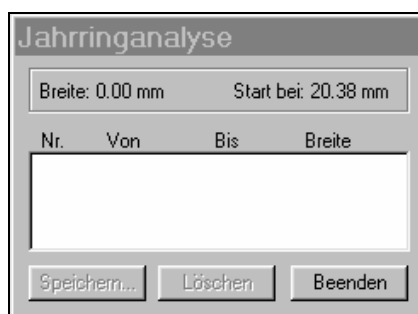 Jahrringanalyse
Breite: 0.00 mm Start bei: 20.38 mm
Nr. Von Bis Breite
Speichern... Löschen Beenden